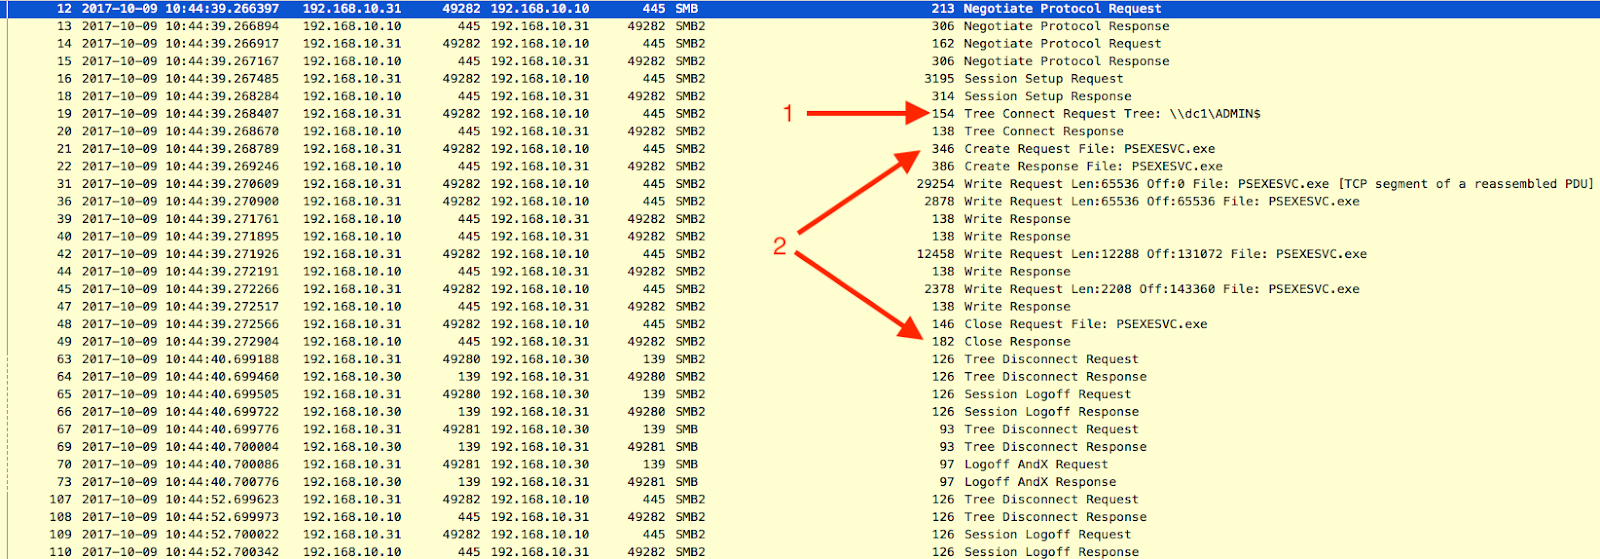 12 2017-10-09 10:44:39.266397 192.168.10.31 49282 192.168.10.10 445 SMB 213 Negotiate Protocol Request
13 2017-10-09 10:44:39.266894 192.168.10.10 445 192.168.10.31 49282 SMB2 306 Negotiate Protocol Response
14 2017-10-09 10:44:39.266917 192.168.10.31 49282 192.168.10.10 445 SMB2 162 Negotiate Protocol Request
15 2017-10-09 10:44:39.267167 192.168.10.10 445 192.168.10.31 49282 SMB2 306 Negotiate Protocol Response
16 2017-10-09 10:44:39.267485 192.168.10.31 49282 192.168.10.10 445 SMB2 3195 Session Setup Request
18 2017-10-09 10:44:39.268284 192.168.10.10 445 192.168.10.31 49282 SMB2 314 Session Setup Response
19 2017-10-09 10:44:39.268407 192.168.10.31 49282 192.168.10.10 445 SMB2 1 154 Tree Connect Request Tree: \\dc1\ADMIN$
20 2017-10-09 10:44:39.268670 192.168.10.10 445 192.168.10.31 49282 SMB2 138 Tree Connect Response
21 2017-10-09 10:44:39.268789 192.168.10.31 49282 192.168.10.10 445 SMB2 346 Create Request File: PSEXESVC.exe
22 2017-10-09 10:44:39.269246 192.168.10.10 445 192.168.10.31 49282 SMB2 386 Create Response File: PSEXESVC.exe
31 2017-10-09 10:44:39.270609 192.168.10.31 49282 192.168.10.10 445 SMB2 29254 Write Request Len:65536 Off:0 File: PSEXESVC.exe [TCP segment of a reassembled PDU]
36 2017-10-09 10:44:39.270900 192.168.10.31 49282 192.168.10.10 445 SMB2 2878 Write Request Len:65536 Off:65536 File: PSEXESVC.exe
39 2017-10-09 10:44:39.271761 192.168.10.10 445 192.168.10.31 49282 SMB2 138 Write Response
40 2017-10-09 10:44:39.271895 192.168.10.10 445 192.168.10.31 49282 SMB2 2 138 Write Response
42 2017-10-09 10:44:39.271926 192.168.10.31 49282 192.168.10.10 445 SMB2 12458 Write Request Len:12288 Off:131072 File: PSEXESVC.exe
44 2017-10-09 10:44:39.272191 192.168.10.10 445 192.168.10.31 49282 SMB2 138 Write Response
45 2017-10-09 10:44:39.272266 192.168.10.31 49282 192.168.10.10 445 SMB2 2378 Write Request Len:2208 Off:143360 File: PSEXESVC.exe
47 2017-10-09 10:44:39.272517 192.168.10.10 445 192.168.10.31 49282 SMB2 138 Write Response
48 2017-10-09 10:44:39.272566 192.168.10.31 49282 192.168.10.10 445 SMB2 146 Close Request File: PSEXESVC.exe
49 2017-10-09 10:44:39.272904 192.168.10.10 445 192.168.10.31 49282 SMB2 182 Close Response
63 2017-10-09 10:44:40.699188 192.168.10.31 49280 192.168.10.30 139 SMB2 126 Tree Disconnect Request
64 2017-10-09 10:44:40.699460 192.168.10.30 139 192.168.10.31 49280 SMB2 126 Tree Disconnect Response
65 2017-10-09 10:44:40.699505 192.168.10.31 49280 192.168.10.30 139 SMB2 126 Session Logoff Request
66 2017-10-09 10:44:40.699722 192.168.10.30 139 192.168.10.31 49280 SMB2 126 Session Logoff Response
67 2017-10-09 10:44:40.699776 192.168.10.31 49281 192.168.10.30 139 SMB 93 Tree Disconnect Request
69 2017-10-09 10:44:40.700004 192.168.10.30 139 192.168.10.31 49281 SMB 93 Tree Disconnect Response
70 2017-10-09 10:44:40.700086 192.168.10.31 49281 192.168.10.30 139 SMB 97 Logoff AndX Request
73 2017-10-09 10:44:40.700776 192.168.10.30 139 192.168.10.31 49281 SMB 97 Logoff AndX Response
107 2017-10-09 10:44:52.699623 192.168.10.31 49282 192.168.10.10 445 SMB2 126 Tree Disconnect Request
108 2017-10-09 10:44:52.699973 192.168.10.10 445 192.168.10.31 49282 SMB2 126 Tree Disconnect Response
109 2017-10-09 10:44:52.700022 192.168.10.31 49282 192.168.10.10 445 SMB2 126 Session Logoff Request
110 2017-10-09 10:44:52.700342 192.168.10.10 445 192.168.10.31 49282 SMB2 126 Session Logoff Response